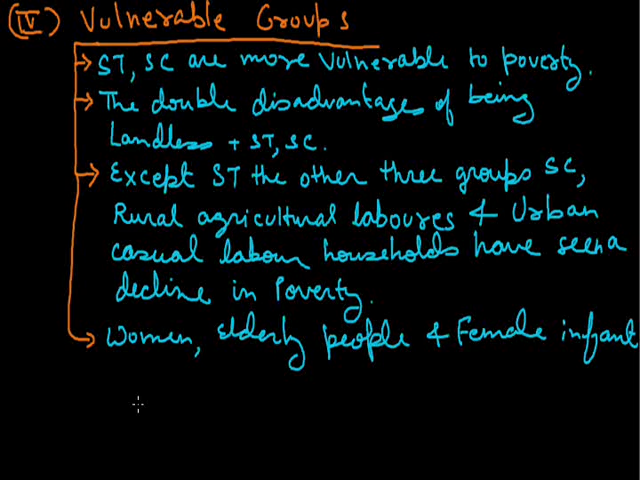 (IV) Vulnerable Groups
→ ST, SC are more Vulnerable to poverty.
→ The double disadvantages of being
Landless + ST, SC.
→ Except ST the other three groups SC,
Rural agricultural laboures & Urban
casual labour households have seen a
decline in Poverty.
→ Women, Elderly people & Female infant